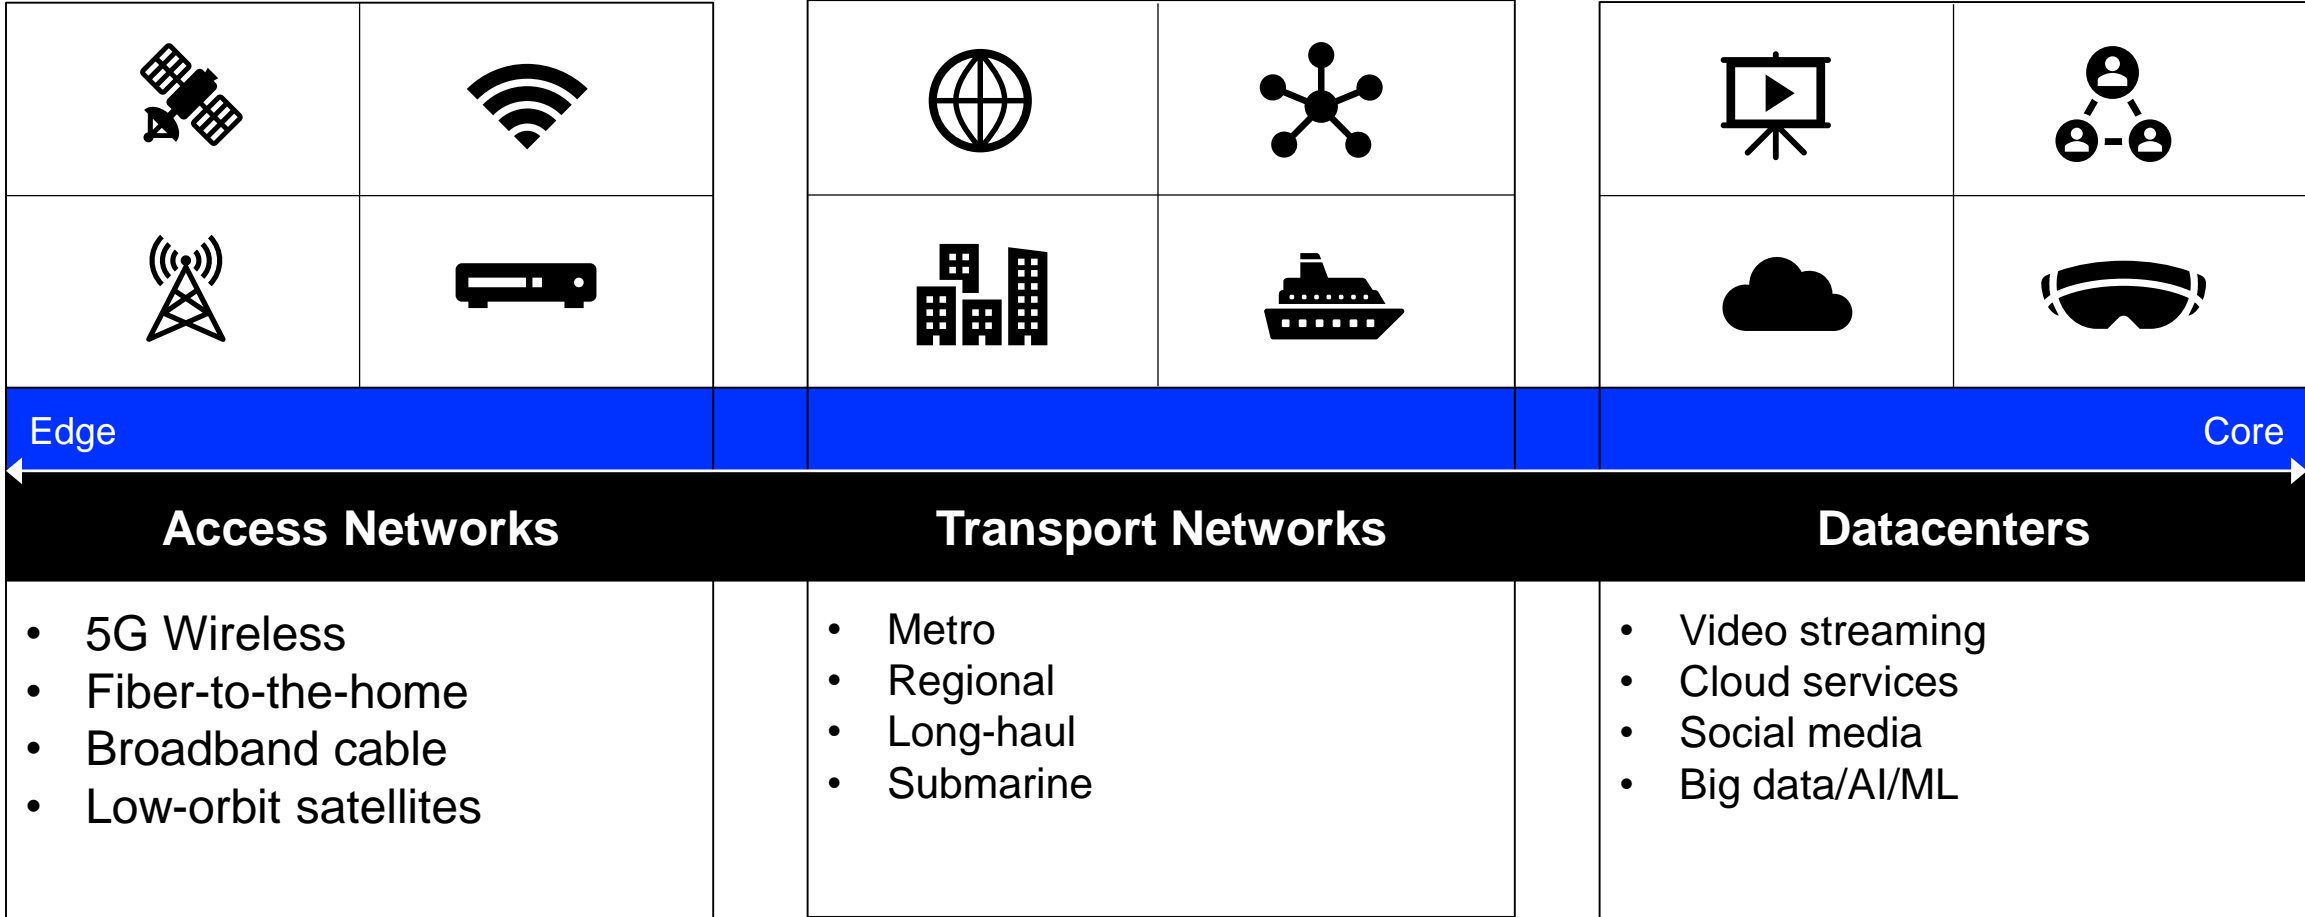 Edge
Core
Access Networks
Transport Networks
Datacenters
• 5G Wireless
• Fiber-to-the-home
• Broadband cable
• Low-orbit satellites
• Metro
• Regional
• Long-haul
• Submarine
• Video streaming
• Cloud services
• Social media
• Big data/AI/ML